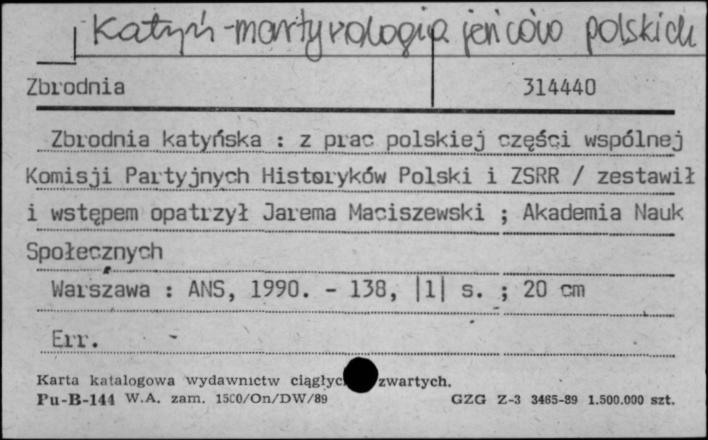 Katyń - martyrologia jeńców polskich
Zbrodnia 314440
Zbrodnia katyńska : z prac polskiej części wspólnej
Komisji Partyjnych Historyków Polski i ZSRR / zestawił
i wstępem opatrzył Jarema Maciszewski ; Akademia Nauk
Społecznych
Warszawa : ANS, 1990. - 138, |1| s. ; 20 cm
Err.
Karta katalogowa wydawnictw zwartych.
Pu-B-144 W.A. zam. 1500/On/DW/89 GZG Z-3 3465-89 1.500.000 szt.